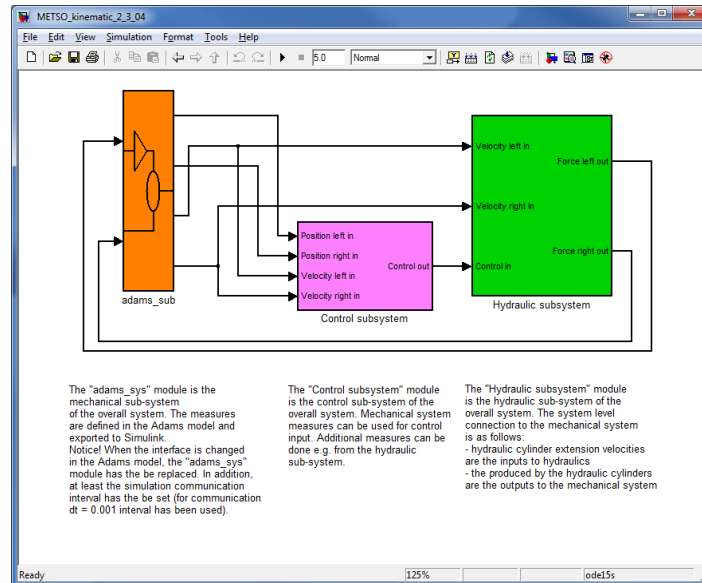 METSO_kinematic_2_3_04
File Edit View Simulation Format Tools Help
5.0 Normal
Velocity left in
Force left out
Velocity right in
Position left in
Position right in
Force right out
Control out
Control in
Velocity left in
Velocity right in
adams_sub
Hydraulic subsystem
Control subsystem
The "adams_sys" module is the
mechanical sub-system
of the overall system. The measures
are defined in the Adams model and
exported to Simulink.
Notice! When the interface is changed
in the Adams model, the "adams_sys"
module has the be replaced. In addition,
at least the simulation communication
interval has the be set (for communication
dt = 0.001 interval has been used).
The "Control subsystem" module
is the control sub-system of the
overall system. Mechanical system
measures can be used for control
input. Additional measures can be
done e.g. from the hydraulic
sub-system.
The "Hydraulic subsystem" module
is the hydraulic sub-system of the
overall system. The system level
connection to the mechanical system
is as follows:
- hydraulic cylinder extension velocities
are the inputs to hydraulics
- the produced by the hydraulic cylinders
are the outputs to the mechanical system
Ready 125% ode15s